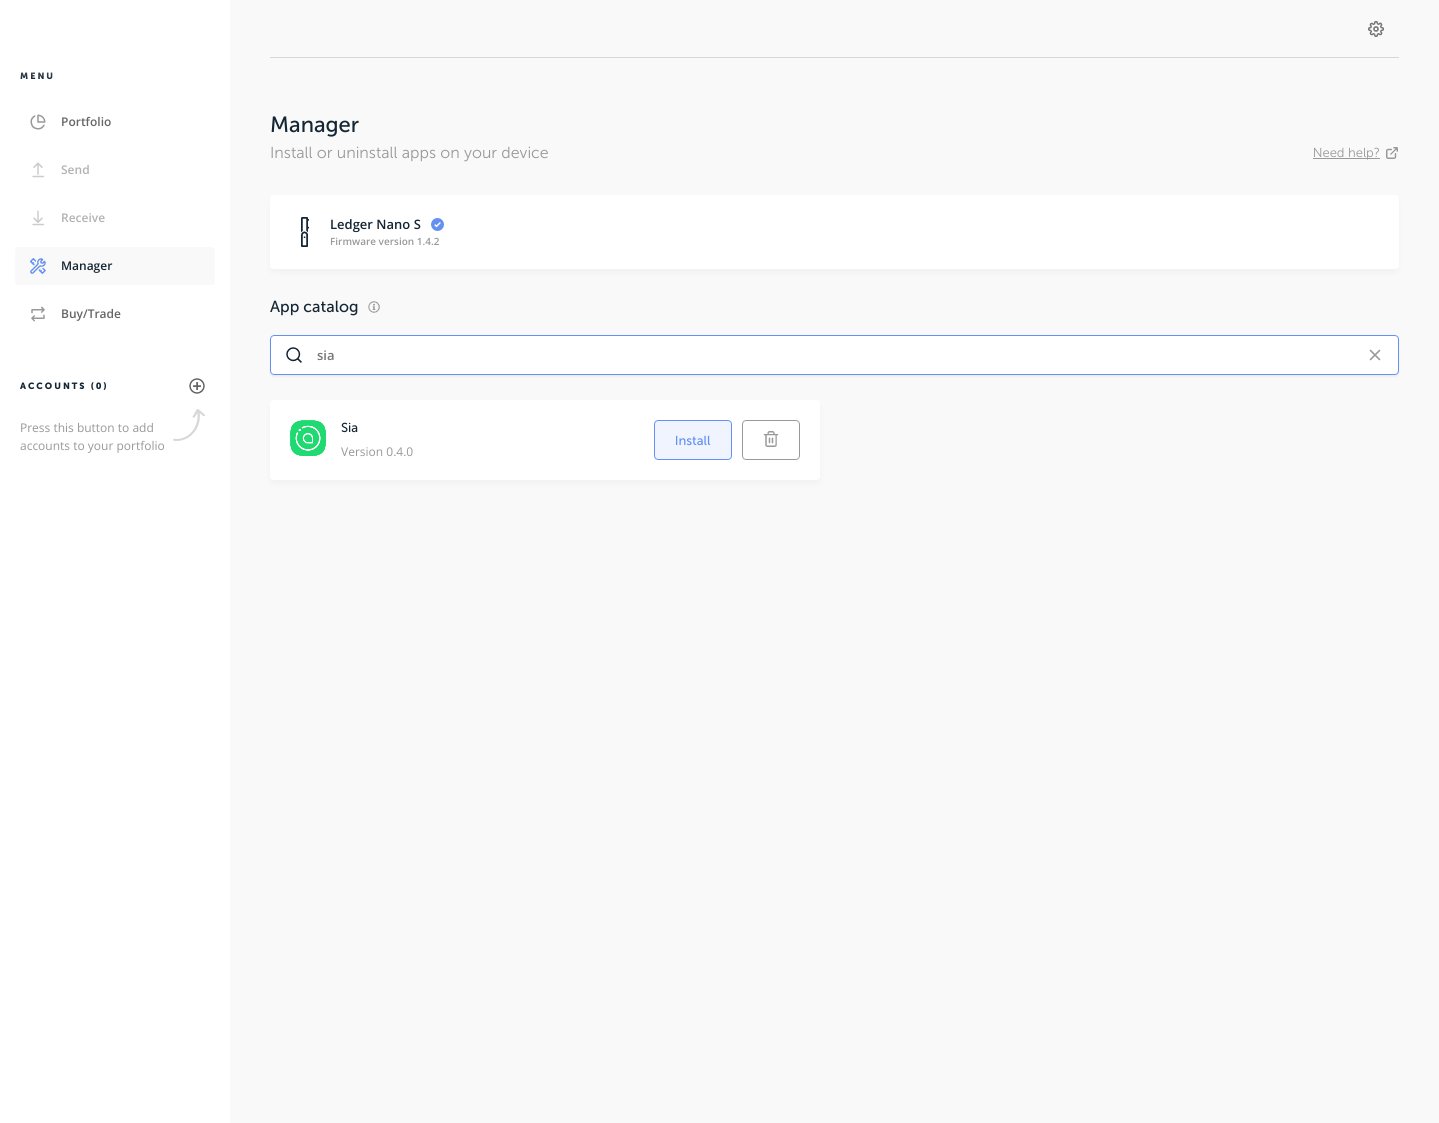 MENU
Portfolio
Send
Receive
Manager
Buy/Trade
ACCOUNTS (0)
Press this button to add
accounts to your portfolio
Manager
Install or uninstall apps on your device
Need help?
Ledger Nano S
Firmware version 1.4.2
App catalog
sia
Sia
Version 0.4.0
Install